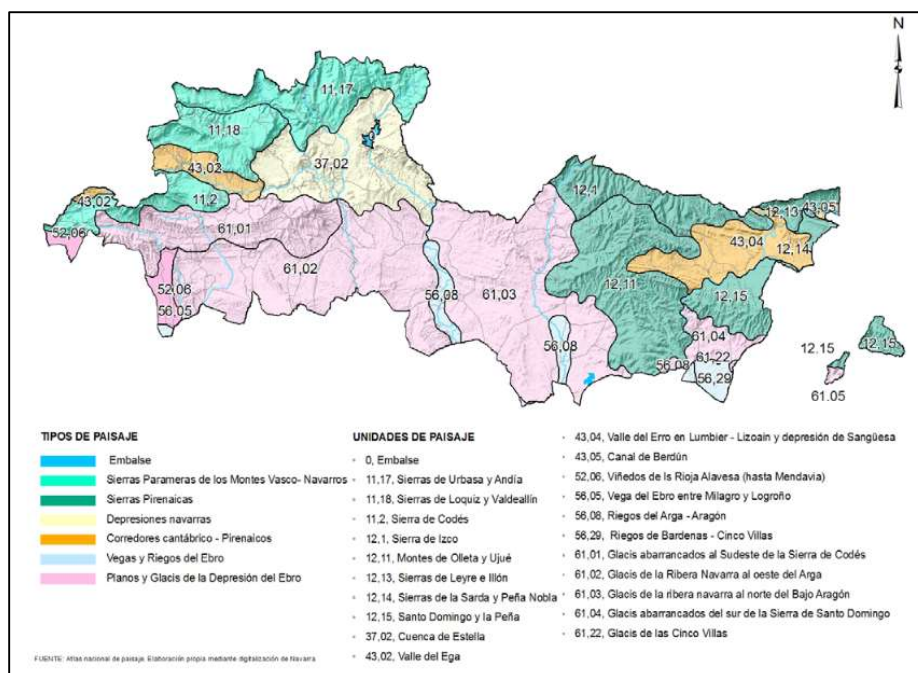 N
11,17
11,18
43,02
37,02
11,2
43,02
52,06
61,01
61,02
52,06
56,05
56,08
61,03
56,08
12,1
12,11
12,13
43,05
43,04
12,14
12,15
61,04
61,22
56,08
56,29
12.15
12,15
61.05
TIPOS DE PAISAJE
Embalse
Sierras Parameras de los Montes Vasco- Navarros
Sierras Pirenaicas
Depresiones navarras
Corredores cantábrico - Pirenaicos
Vegas y Riegos del Ebro
Planos y Glacis de la Depresión del Ebro
FUENTE: Atlas nacional de paisaje. Elaboración propia mediante digitalización de Navarra
UNIDADES DE PAISAJE
0, Embalse
11,17, Sierras de Urbasa y Andía
11,18, Sierras de Loquiz y Valdeallín
11,2, Sierra de Codés
12,1, Sierra de Izco
12,11, Montes de Olleta y Ujué
12,13, Sierras de Leyre e Illón
12,14, Sierras de la Sarda y Peña Nobla
12,15, Santo Domingo y la Peña
37,02, Cuenca de Estella
43,02, Valle del Ega
43,04, Valle del Erro en Lumbier - Lizoain y depresión de Sangüesa
43,05, Canal de Berdún
52,06, Viñedos de ls Rioja Alavesa (hasta Mendavia)
56,05, Vega del Ebro entre Milagro y Logroño
56,08, Riegos del Arga - Aragón
56,29, Riegos de Bardenas - Cinco Villas
61,01, Glacis abarrancados al Sudeste de la Sierra de Codés
61,02, Glacis de la Ribera Navarra al oeste del Arga
61,03, Glacis de la ribera navarra al norte del Bajo Aragón
61,04, Glacis abarrancados del sur de la Sierra de Santo Domingo
61,22, Glacis de las Cinco Villas